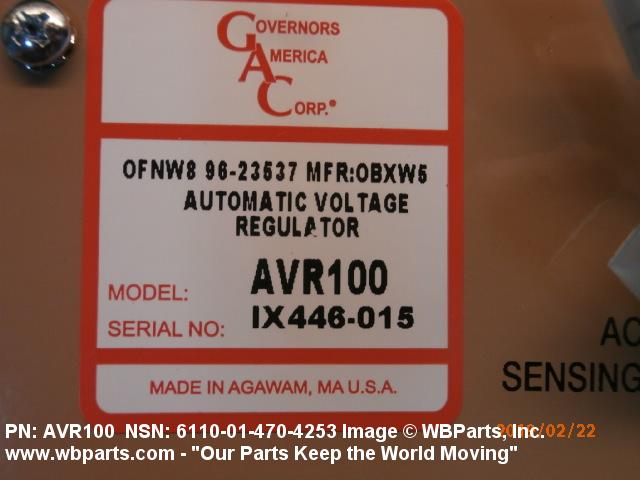 GOVERNORS
AMERICA
CORP.®
OFNW8 96-23537 MFR:OBXW5
AUTOMATIC VOLTAGE
REGULATOR
MODEL: AVR100
SERIAL NO: IX446-015
MADE IN AGAWAM, MA U.S.A.
AC
SENSING
PN: AVR100 NSN: 6110-01-470-4253 Image © WBParts, Inc.
/02/22
www.wbparts.com - "Our Parts Keep the World Moving"